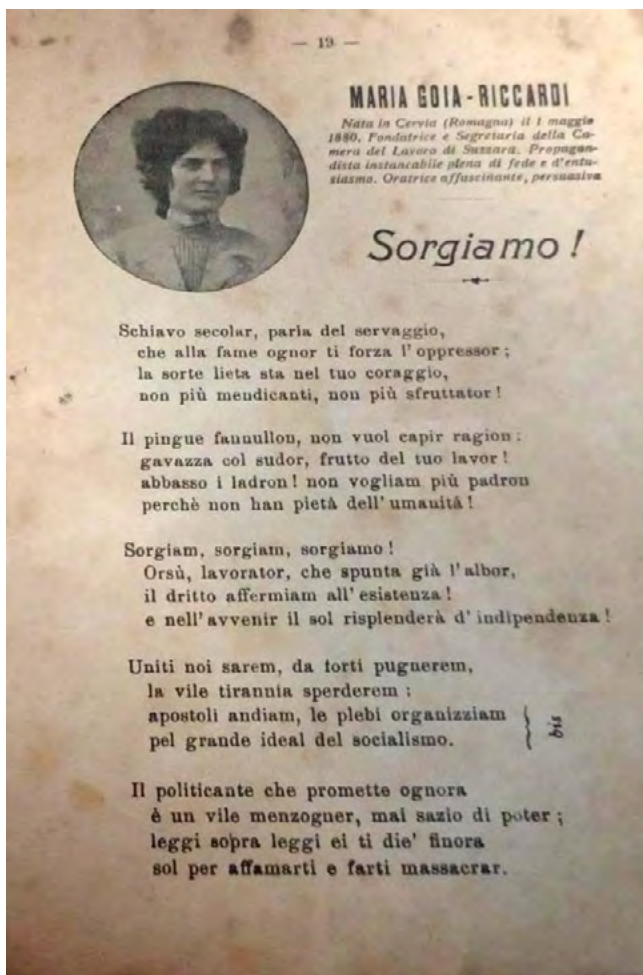 — 19 —
MARIA GOIA-RICCARDI
Nata in Cervia (Romagna) il 1 maggio
1880. Fondatrice e Segretaria della Ca-
mera del Lavoro di Suzzara. Propagan-
dista instancabile plena di fede e d'entu-
siasmo. Oratrice affascinante, persuasiva
Sorgiamo !
Schiavo secolar, parla del servaggio,
che alla fame ognor ti forza l'oppressor ;
la sorte lieta sta nel tuo coraggio,
non più mendicanti, non più sfruttator !
Il pingue fannullon, non vuol capir ragion :
gavazza col sudor, frutto del tuo lavor !
abbasso i ladron ! non vogliam più padron
perchè non han pietà dell' umanità !
Sorgiam, sorgiam, sorgiamo !
Orsù, lavorator, che spunta già l'albor,
il dritto affermiam all' esistenza !
e nell' avvenir il sol risplenderà d' indipendenza !
Uniti noi sarem, da forti pugnerem,
la vile tirannia sperderem ;
apostoli andiam, le plebi organizziam
pel grande ideal del socialismo.
bis
Il politicante che promette ognora
è un vile menzogner, mai sazio di poter ;
leggi sopra leggi ei ti die' finora
sol per affamarti e farti massacrar.